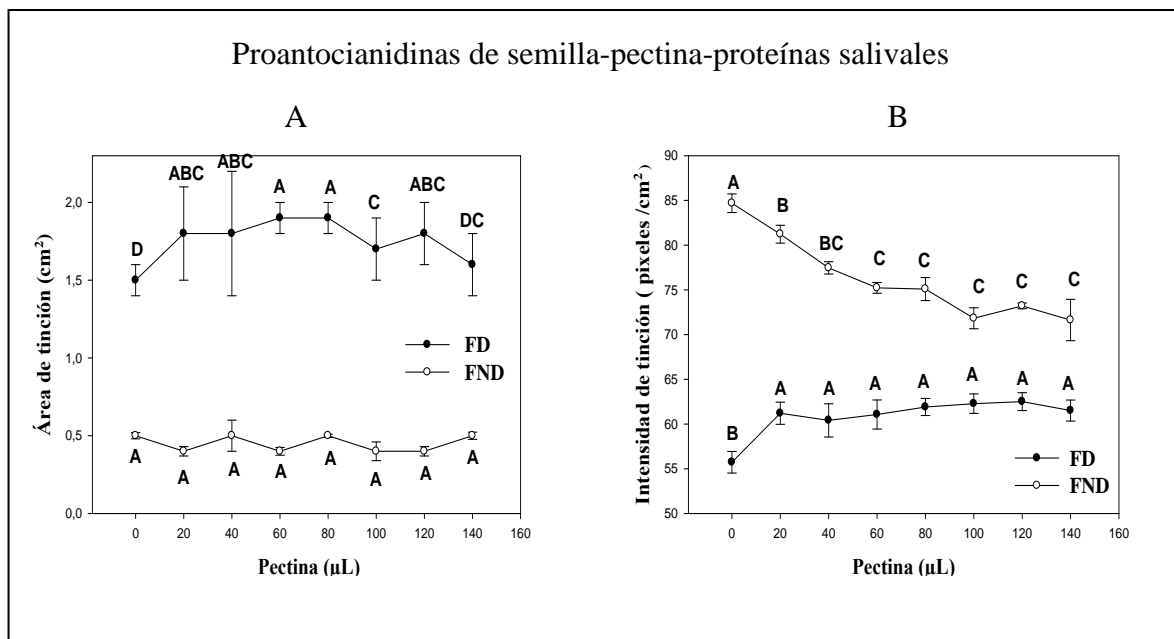 Proantocianidinas de semilla-pectina-proteínas salivales
A
Área de tinción (cm²)
2,0
1,5
1,0
0,5
0,0
D
ABC
ABC
A
A
C
ABC
DC
FD
FND
A
A
A
A
A
A
A
A
0 20 40 60 80 100 120 140 160
Pectina (µL)
B
Intensidad de tinción ( pixeles /cm²)
90
85
80
75
70
65
60
55
50
A
B
BC
C
C
C
C
C
B
A
A
A
A
A
A
A
FD
FND
0 20 40 60 80 100 120 140 160
Pectina (µL)